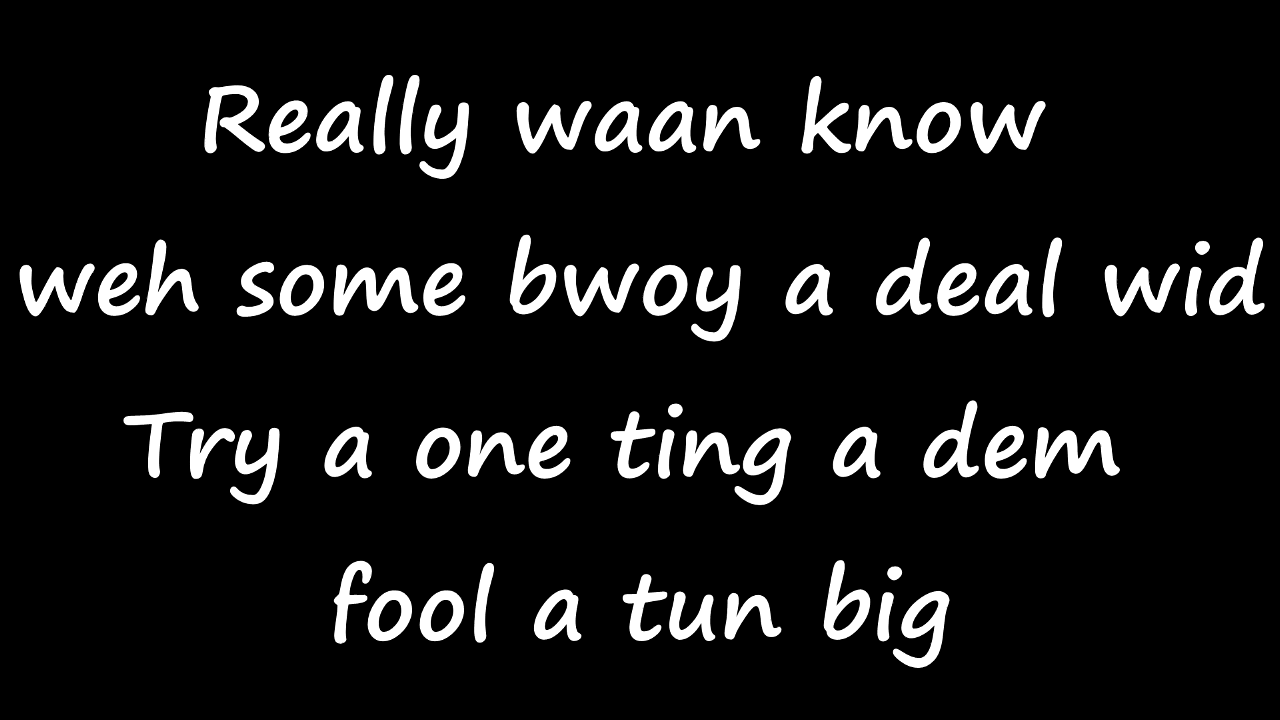 Really waan know
weh some bwoy a deal wid
Try a one ting a dem
fool a tun big